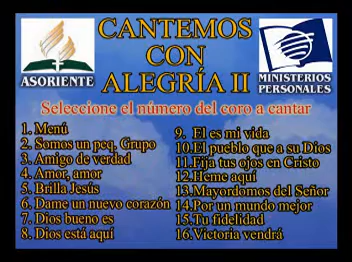 CANTEMOS
CON
ALEGRÍA II
ASORIENTE
MINISTERIOS
PERSONALES
Seleccione el número del coro a cantar
1. Menú
2. Somos un peq. Grupo
3. Amigo de verdad
4. Amor, amor
5. Brilla Jesús
6. Dame un nuevo corazón
7. Dios bueno es
8. Dios está aquí
9. El es mi vida
10.El pueblo que a su Dios
11.Fija tus ojos en Cristo
12.Heme aquí
13.Mayordomos del Señor
14.Por un mundo mejor
15.Tu fidelidad
16.Victoria vendrá